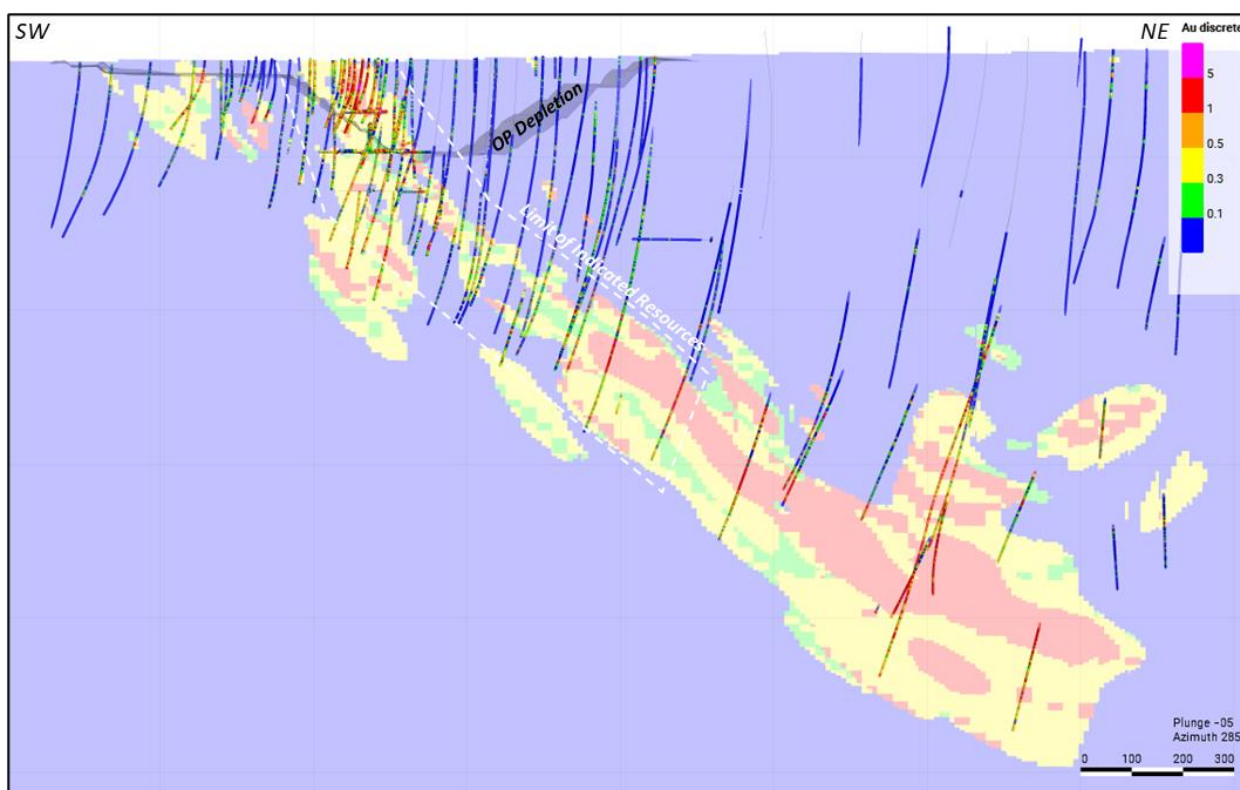 SW
NE
Au discrete
5
1
0.5
0.3
0.1
OP Depletion
Limit of Indicated Resources
Plunge -05
Azimuth 285
0 100 200 300